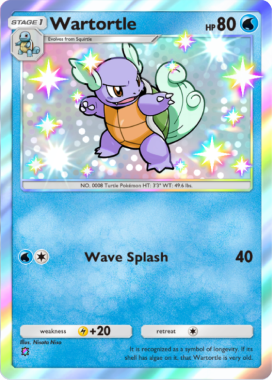 STAGE 1 Wartortle HP 80
Evolves from Squirtle
NO. 0008 Turtle Pokémon HT: 3'3" WT: 49.6 lbs.
Wave Splash 40
weakness +20 retreat
Illus. Nisota Niso
It is recognized as a symbol of longevity. If its
shell has algae on it, that Wartortle is very old.